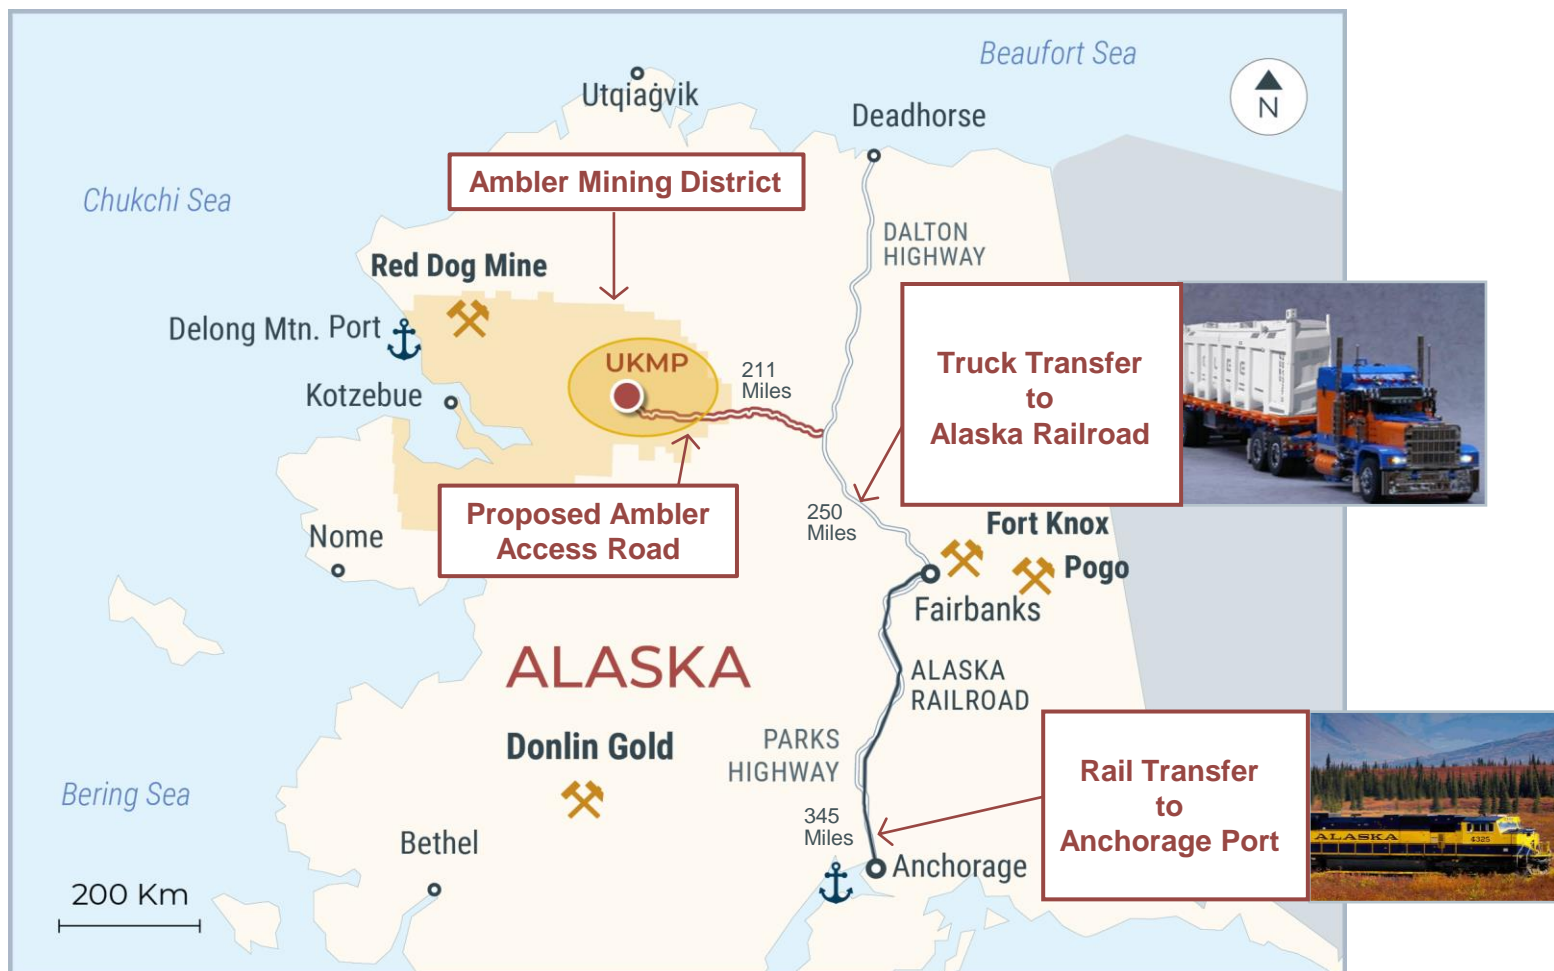 Beaufort Sea
N
Utqiaġvik
Deadhorse
Ambler Mining District
Chukchi Sea
DALTON
HIGHWAY
Red Dog Mine
Delong Mtn. Port
UKMP
211
Miles
Kotzebue
Truck Transfer
to
Alaska Railroad
Proposed Ambler
Access Road
250
Miles
Fort Knox
Nome
Pogo
Fairbanks
ALASKA
ALASKA
RAILROAD
Donlin Gold
PARKS
HIGHWAY
Rail Transfer
to
Anchorage Port
ALASKA
4325
Bering Sea
345
Miles
Bethel
Anchorage
200 Km